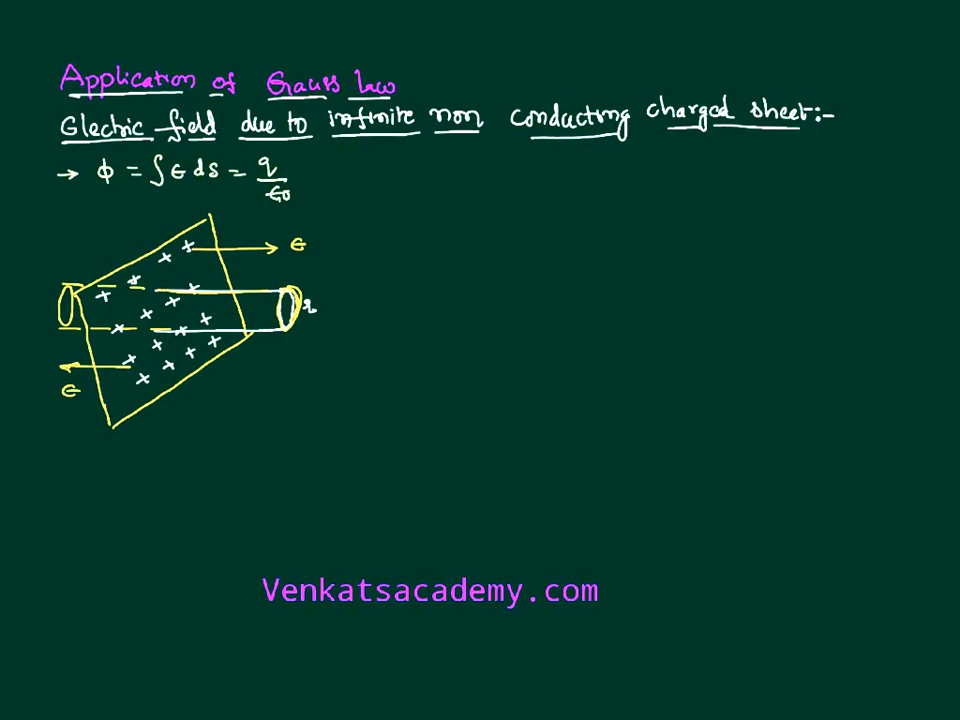 Application of Gauss law
Electric field due to infinite non conducting charged sheet:-
→ ϕ = ∫ E ds = q/ε0
E
E
Venkatsacademy.com